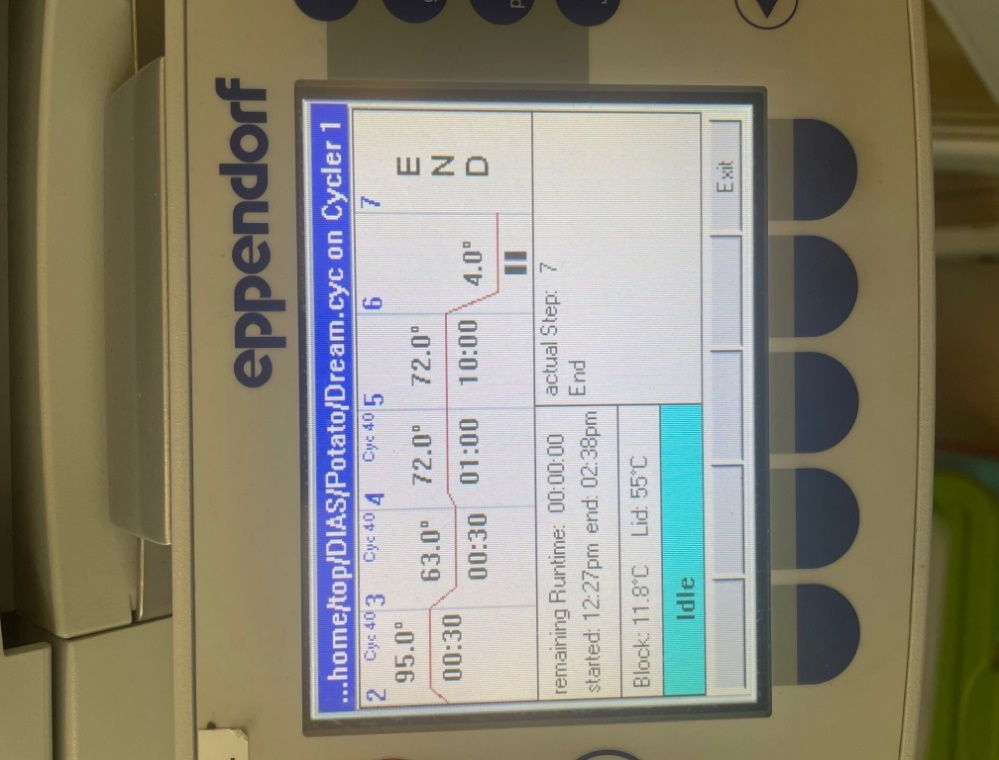 eppendorf
...home/top/DIAS/Potato/Dream.cyc on Cycler 1
2 Cyc 40 3 Cyc 40 4 Cyc 40 5 6 7
95.0° 63.0° 72.0° 72.0° E
N
00:30 00:30 01:00 10:00 4.0° D
remaining Runtime: 00:00:00 actual Step: 7
started: 12:27pm end: 02:38pm End
Block: 11.8°C Lid: 55°C
Idle
Exit